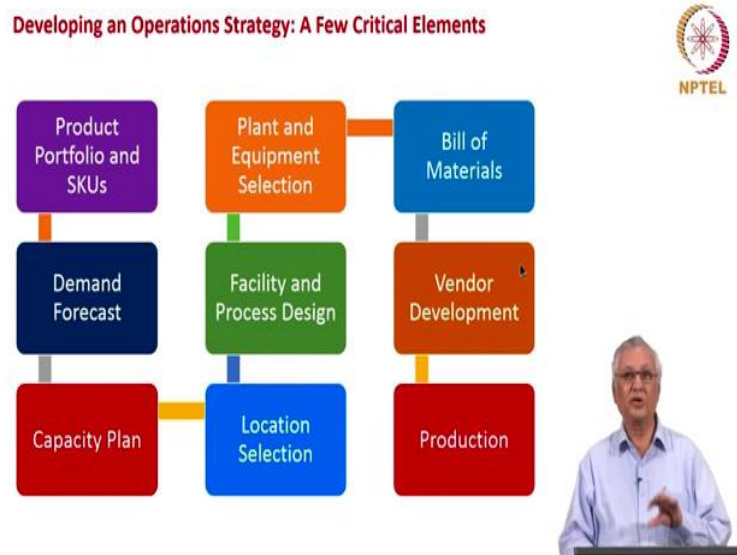 Developing an Operations Strategy: A Few Critical Elements
NPTEL
Product
Portfolio and
SKUs
Demand
Forecast
Capacity Plan
Location
Selection
Facility and
Process Design
Plant and
Equipment
Selection
Bill of
Materials
Vendor
Development
Production